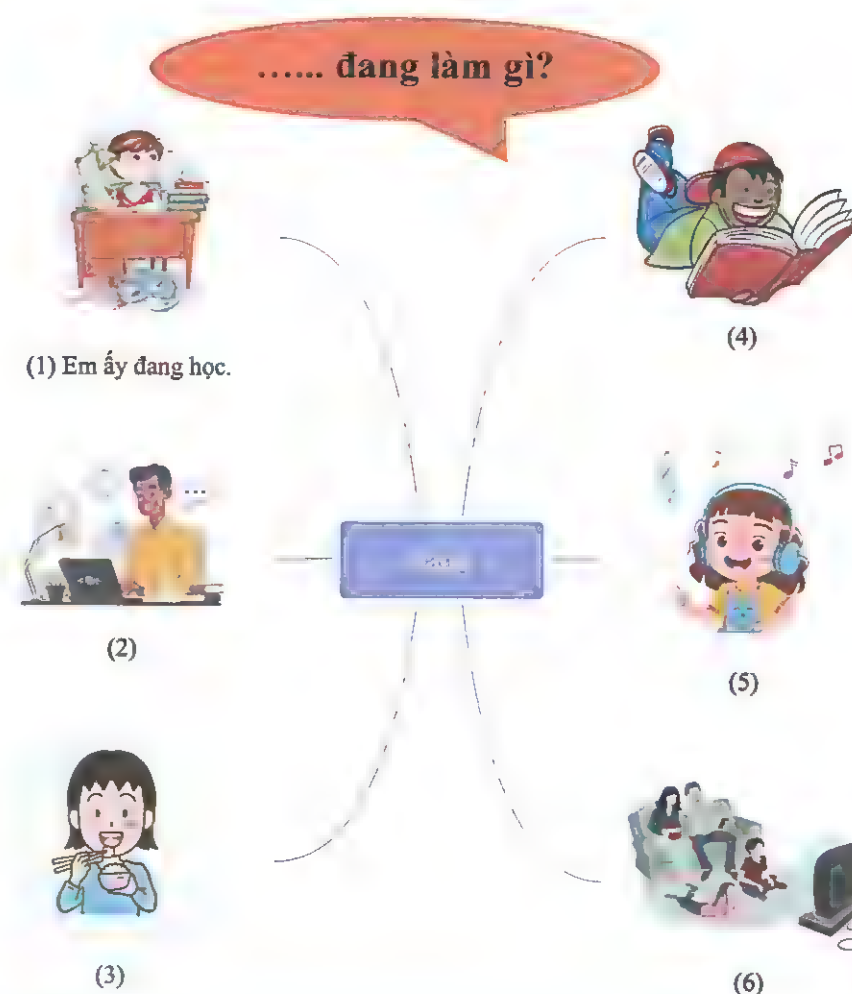 ...... đang làm gì?
(1) Em ấy đang học.
(2)
(3)
(4)
(5)
(6)